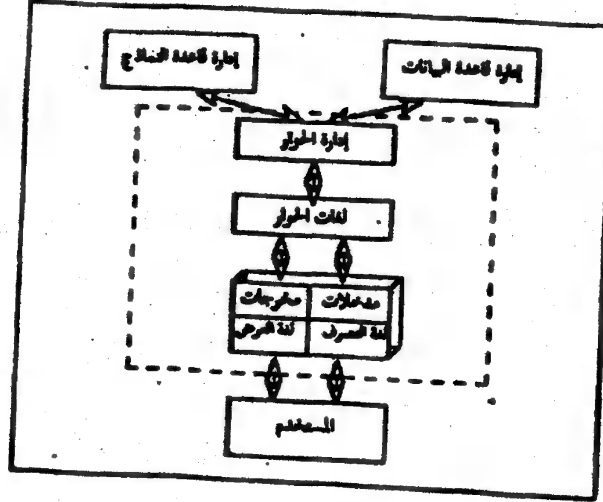 إدارة قاعدة البيانات
إدارة قاعدة النماذج
إدارة الحوار
لغات الحوار
مدخلات
مخرجات
لغة التصرف
لغة العرض
المستخدم